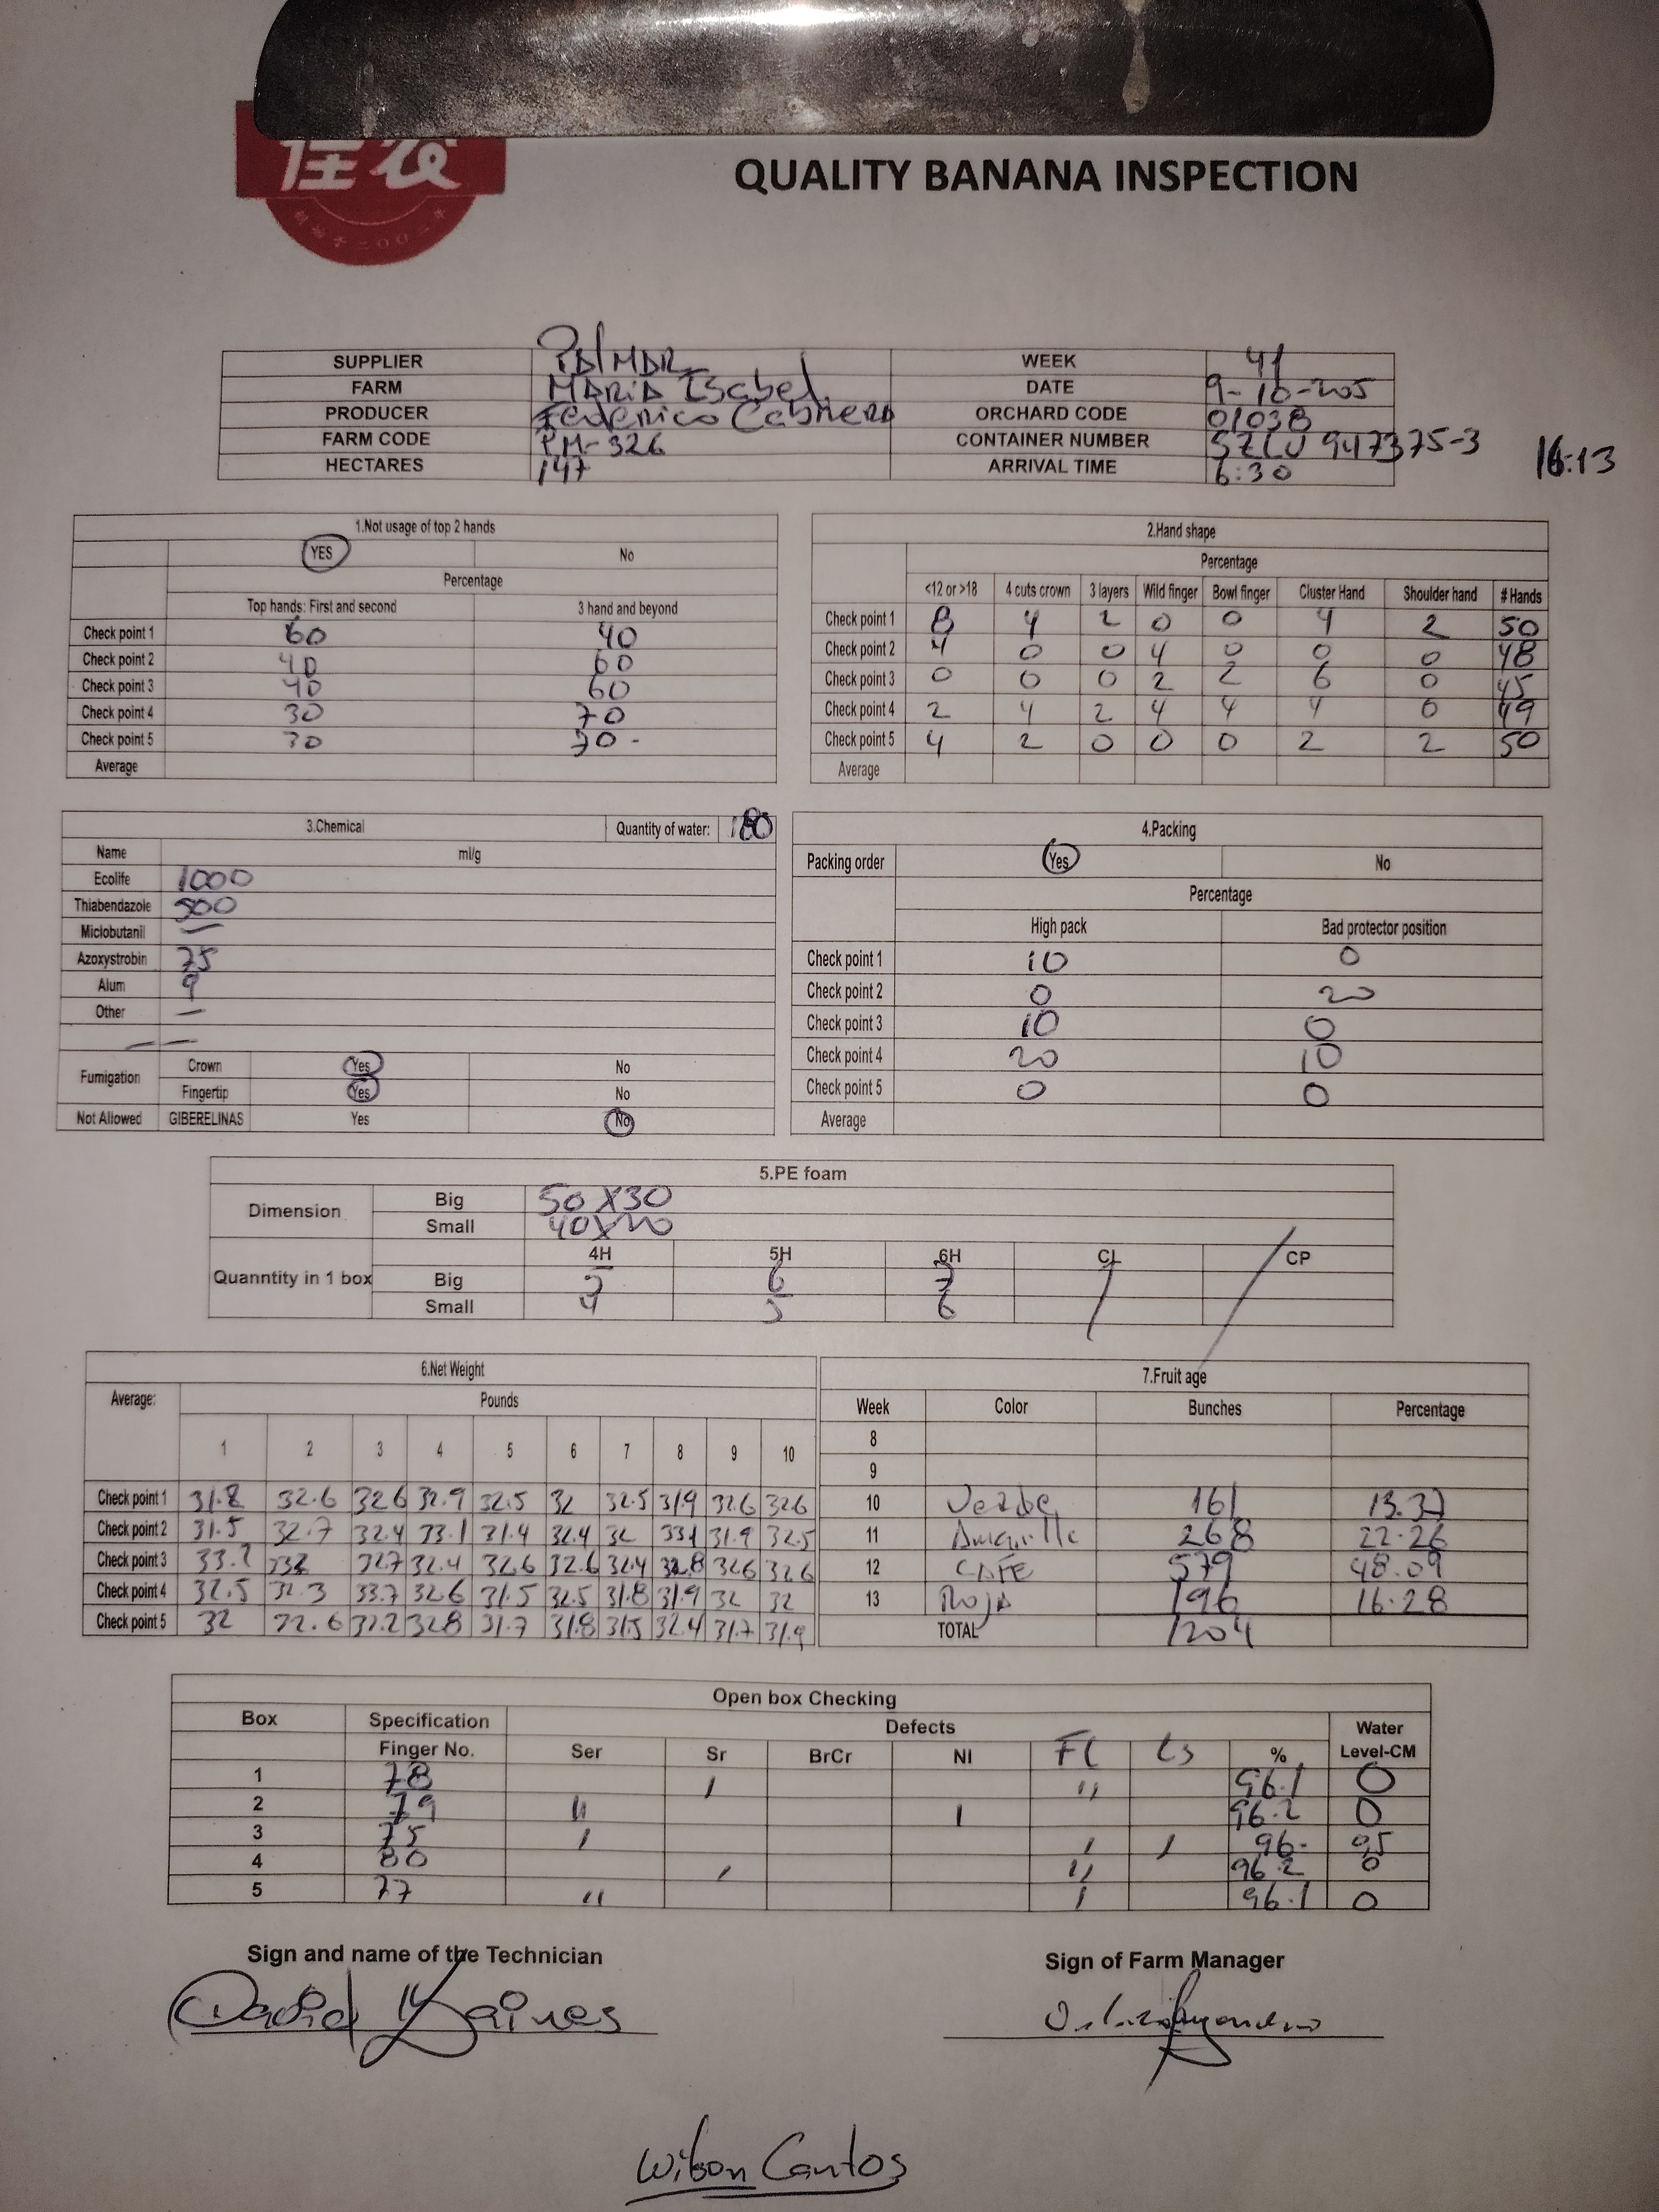 佳农
QUALITY BANANA INSPECTION
SUPPLIER PalMar WEEK 41
FARM Maria Isabel DATE 9-10-205
PRODUCER Federico Cabrera ORCHARD CODE 01038
FARM CODE PM-326 CONTAINER NUMBER SZLU 947375-3 16:13
HECTARES 147 ARRIVAL TIME 6:30
1.Not usage of top 2 hands
YES No
Percentage
Top hands: First and second 3 hand and beyond
Check point 1 60 40
Check point 2 40 60
Check point 3 40 60
Check point 4 30 70
Check point 5 30 70 -
Average
2.Hand shape
Percentage
<12 or >18 4 cuts crown 3 layers Wild finger Bowl finger Cluster Hand Shoulder hand # Hands
Check point 1 8 4 2 0 0 4 2 50
Check point 2 4 0 0 4 0 0 0 48
Check point 3 0 0 0 2 2 6 0 45
Check point 4 2 4 2 4 4 4 0 49
Check point 5 4 2 0 0 0 2 2 50
Average
3.Chemical Quantity of water: 180
Name ml/g
Ecolife 1000
Thiabendazole 500
Miclobutanil —
Azoxystrobin 75
Alum 9
Other —
— —
Fumigation Crown Yes No
Fingertip Yes No
Not Allowed GIBERELINAS Yes No
4.Packing
Packing order Yes No
Percentage
High pack Bad protector position
Check point 1 10 0
Check point 2 0 20
Check point 3 10 0
Check point 4 20 10
Check point 5 0 0
Average
5.PE foam
Dimension Big 50 X30
Small 40X40
4H 5H 6H CL CP
Quanntity in 1 box Big 5 6 7
Small 4 5 6
6.Net Weight
Average: Pounds
1 2 3 4 5 6 7 8 9 10
Check point 1 31.8 32.6 32.6 32.9 32.5 32 32.5 31.9 32.6 32.6
Check point 2 31.5 32.7 32.4 33.1 31.4 32.4 32 33.1 31.9 32.5
Check point 3 33.2 33.2 32.7 32.4 32.6 32.6 32.4 32.8 32.6 32.6
Check point 4 32.5 32.3 33.7 32.6 31.5 32.5 31.8 31.9 32 32
Check point 5 32 32.6 32.2 32.8 31.7 31.8 31.5 32.4 31.7 31.9
7.Fruit age
Week Color Bunches Percentage
8
9
10 Verde 161 13.37
11 Amarillo 268 22.26
12 CAFE 579 48.09
13 Roja 196 16.28
TOTAL 1204
Open box Checking
Box Specification Defects Water
Finger No. Ser Sr BrCr NI FL Ls % Level-CM
1 78 / // 96.1 0
2 79 // / 96.2 0
3 75 / / / 96- 95
4 80 / // 96.2 0
5 77 // / 96.1 0
Sign and name of the Technician Sign of Farm Manager
David Gaines
Wilson Cantos